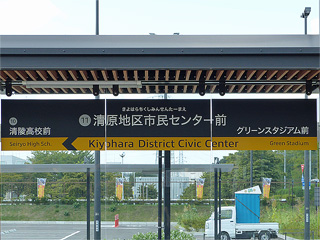 きよはらちくしみんせんたーまえ
⑪ 清原地区市民センター前
⑫
清陵高校前
グリーンスタジアム前
Seiryo High Sch.
Kiyohara District Civic Center
Green Stadium